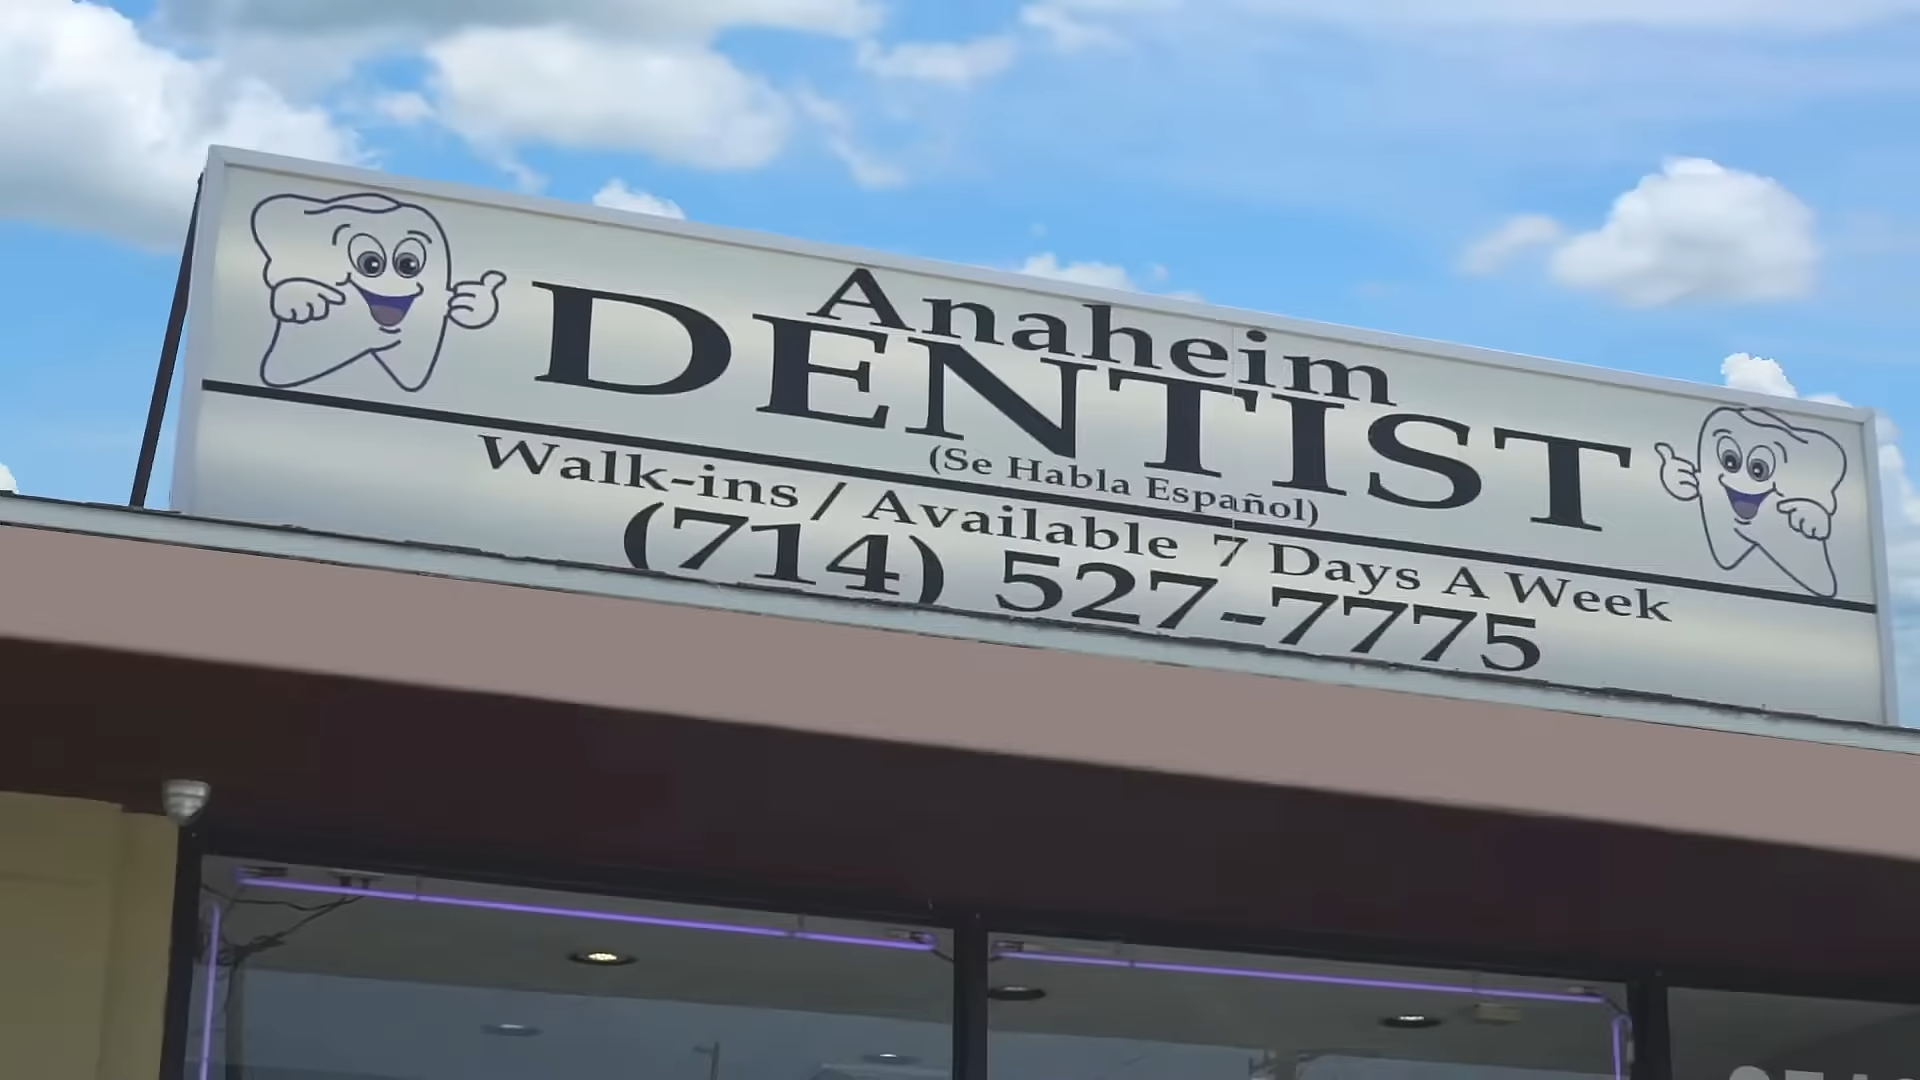 Anaheim
DENTIST
(Se Habla Español)
Walk-ins / Available 7 Days A Week
(714) 527-7775